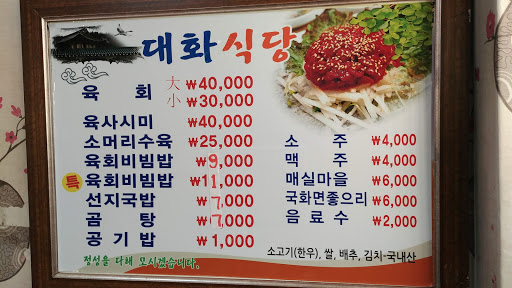 대화식당
육 회 大 ₩40,000
小 ₩30,000
육사시미 ₩40,000
소머리수육 ₩25,000
육회비빔밥 ₩9,000
특 육회비빔밥 ₩11,000
선지국밥 ₩7,000
곰 탕 ₩7,000
공기밥 ₩1,000
소 주 ₩4,000
맥 주 ₩4,000
매실마을 ₩6,000
국화면좋으리 ₩6,000
음료수 ₩2,000
소고기(한우), 쌀, 배추, 김치-국내산
정성을 다해 모시겠습니다.